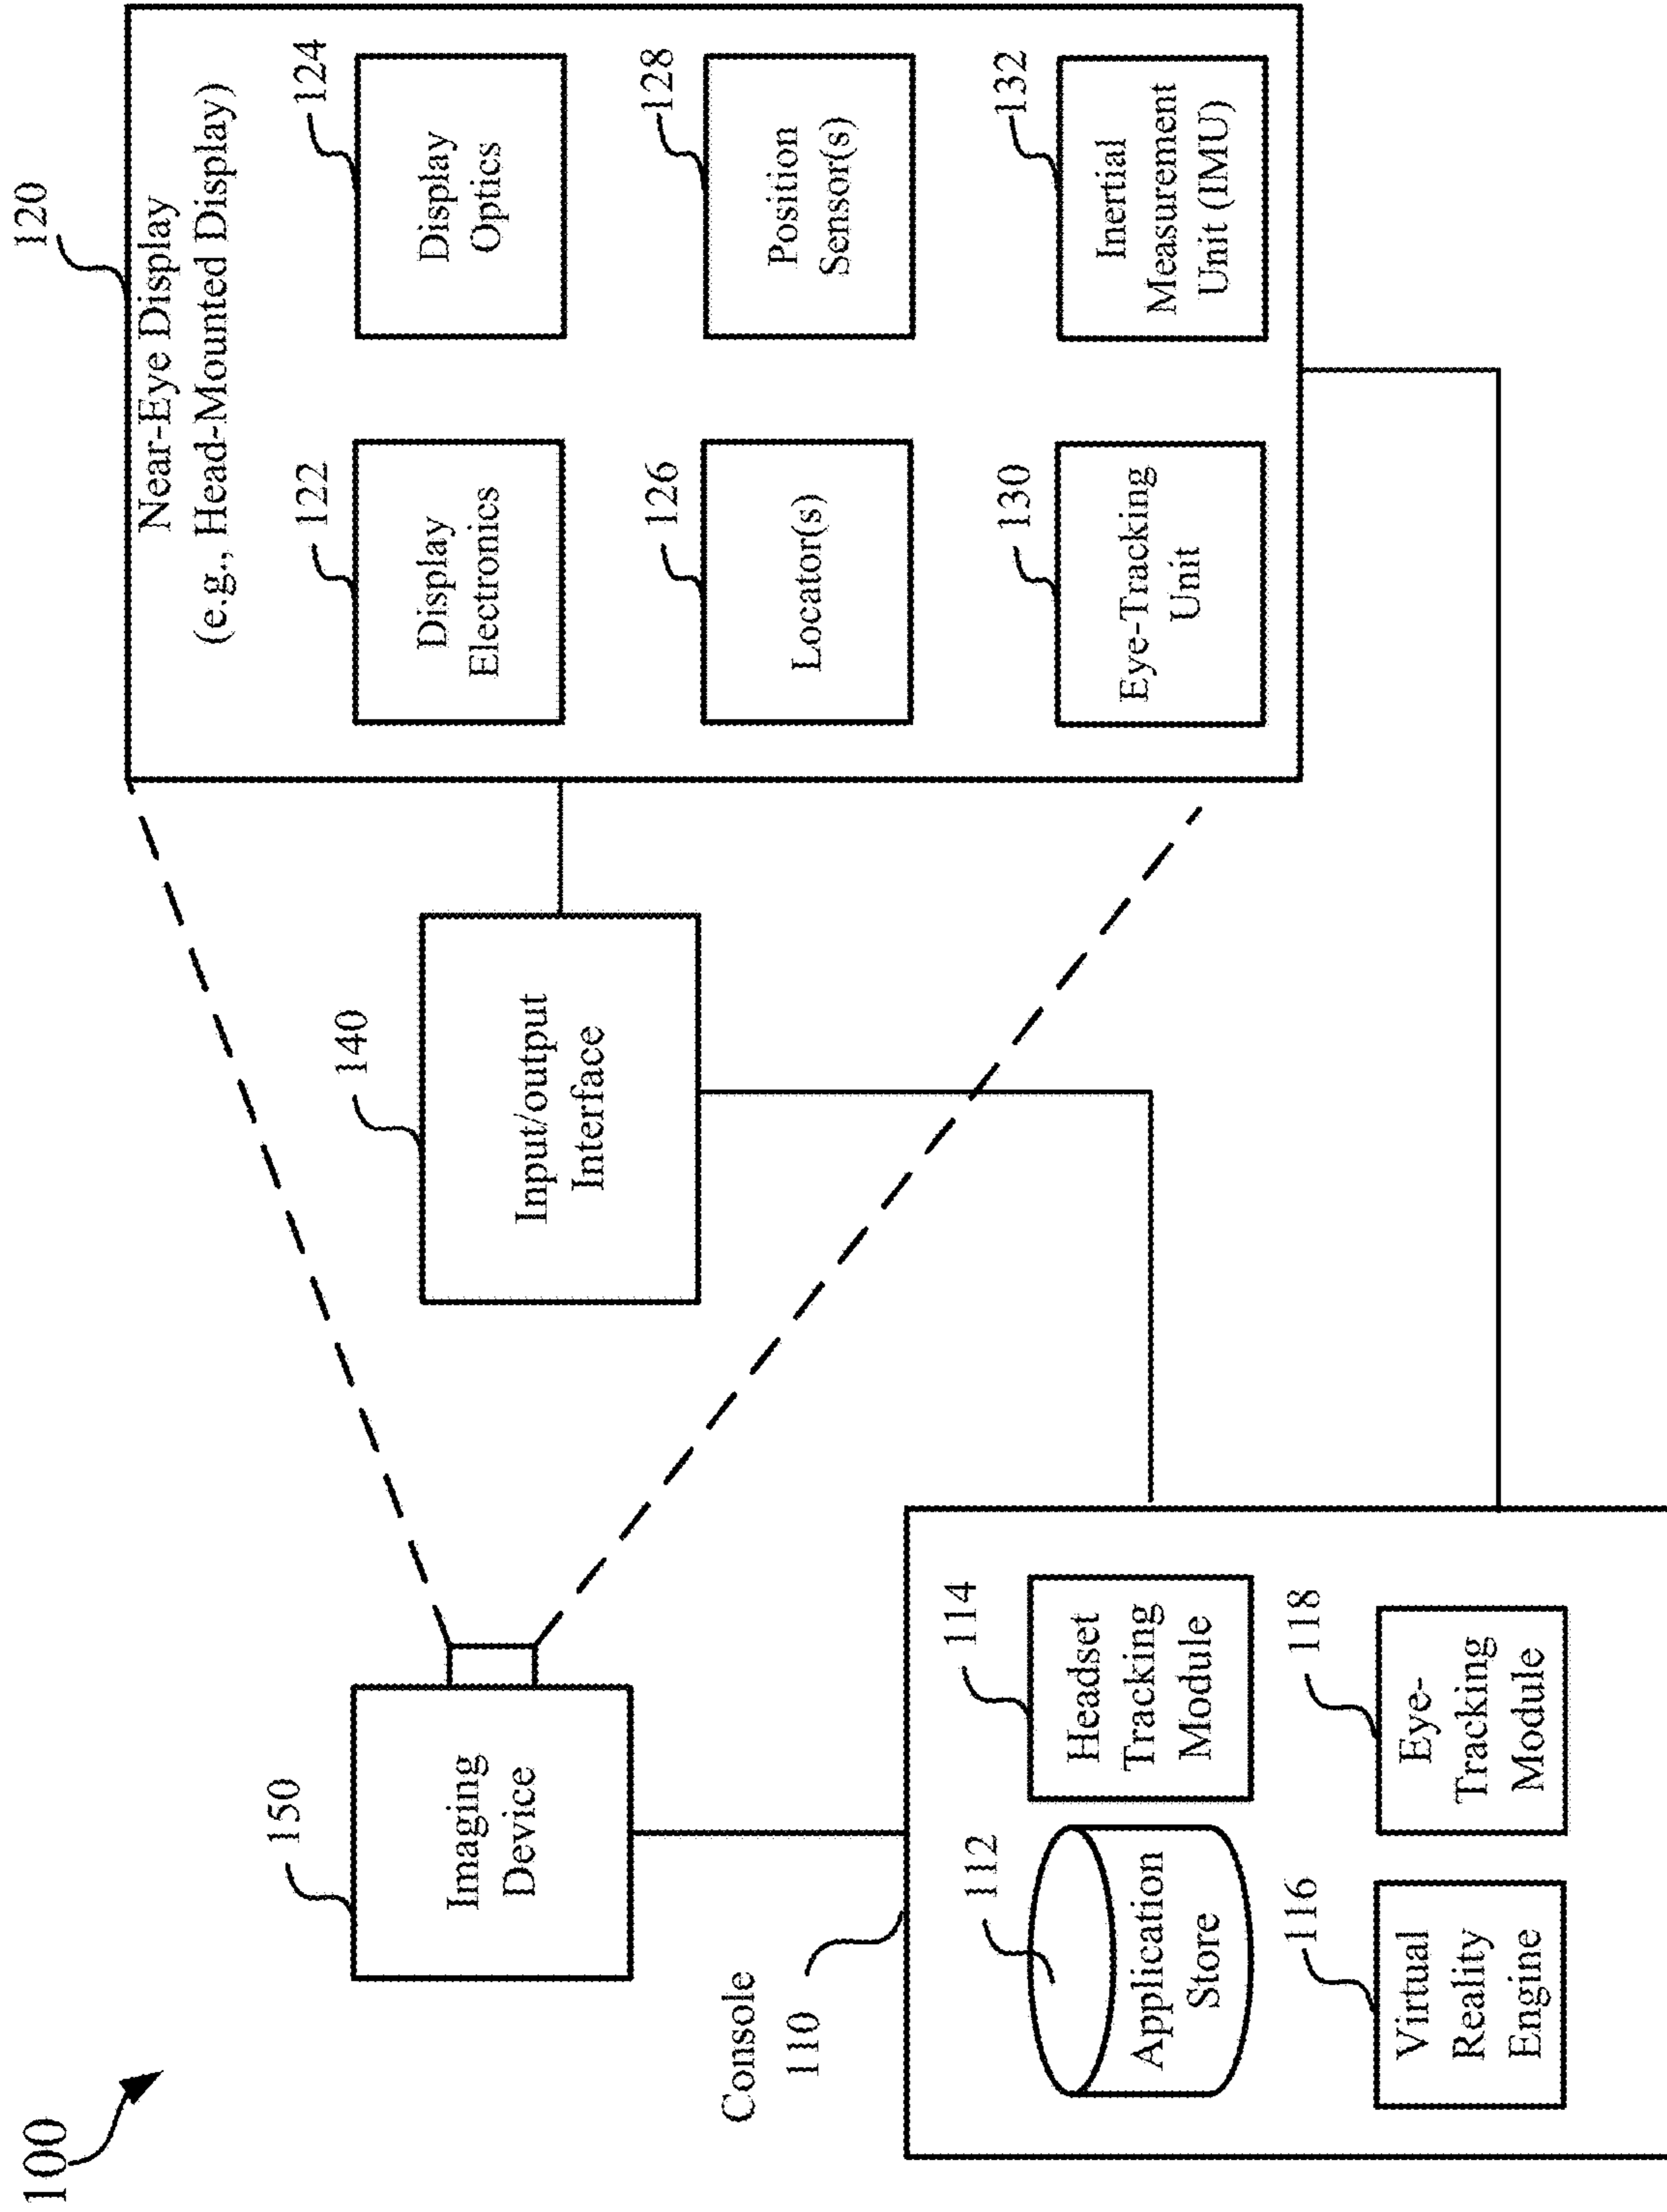 100
120
Near-Eye Display
(e.g., Head-Mounted Display)
150
Imaging
Device
140
Input/output
Interface
122
Display
Electronics
124
Display
Optics
126
Locator(s)
128
Position
Sensor(s)
130
Eye-Tracking
Unit
132
Inertial
Measurement
Unit (IMU)
Console
110
112
Application
Store
114
Headset
Tracking
Module
116
Virtual
Reality
Engine
118
Eye-
Tracking
Module